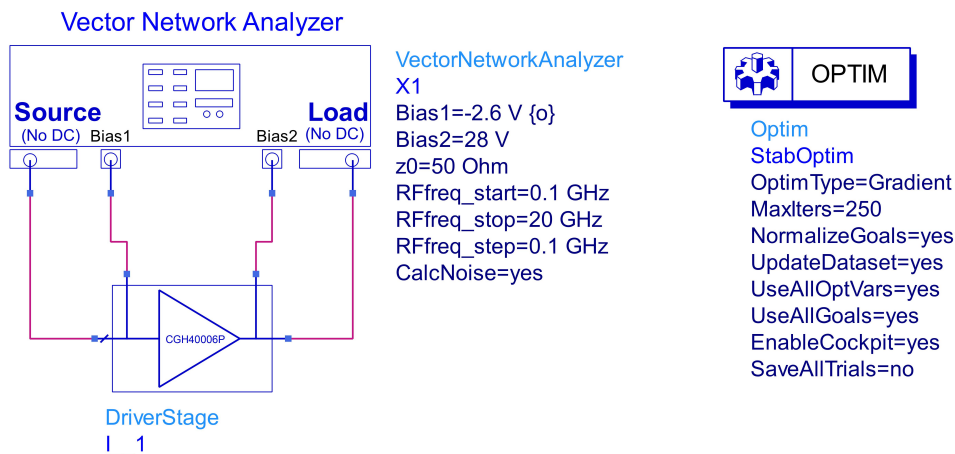 Vector Network Analyzer
Source
(No DC)
Bias1
Bias2
Load
(No DC)
VectorNetworkAnalyzer
X1
Bias1=-2.6 V {o}
Bias2=28 V
z0=50 Ohm
RFfreq_start=0.1 GHz
RFfreq_stop=20 GHz
RFfreq_step=0.1 GHz
CalcNoise=yes
CGH40006P
DriverStage
I 1
OPTIM
Optim
StabOptim
OptimType=Gradient
MaxIters=250
NormalizeGoals=yes
UpdateDataset=yes
UseAllOptVars=yes
UseAllGoals=yes
EnableCockpit=yes
SaveAllTrials=no